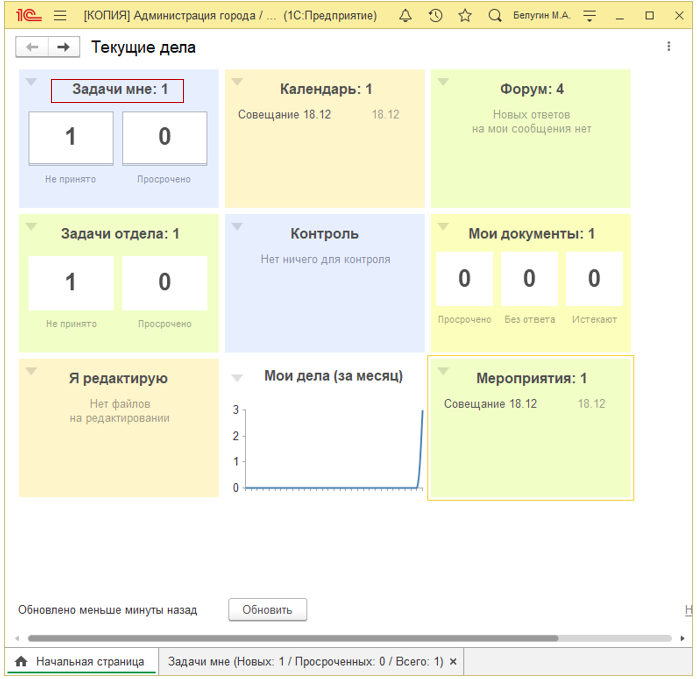 1С [КОПИЯ] Администрация города / ... (1С:Предприятие) Белугин М.А.
Текущие дела
Задачи мне: 1
1 0
Не принято Просрочено
Календарь: 1
Совещание 18.12 18.12
Форум: 4
Новых ответов
на мои сообщения нет
Задачи отдела: 1
1 0
Не принято Просрочено
Контроль
Нет ничего для контроля
Мои документы: 1
0 0 0
Просрочено Без ответа Истекают
Я редактирую
Нет файлов
на редактировании
Мои дела (за месяц)
3
2
1
0
Мероприятия: 1
Совещание 18.12 18.12
Обновлено меньше минуты назад Обновить Н
Начальная страница Задачи мне (Новых: 1 / Просроченных: 0 / Всего: 1) ×